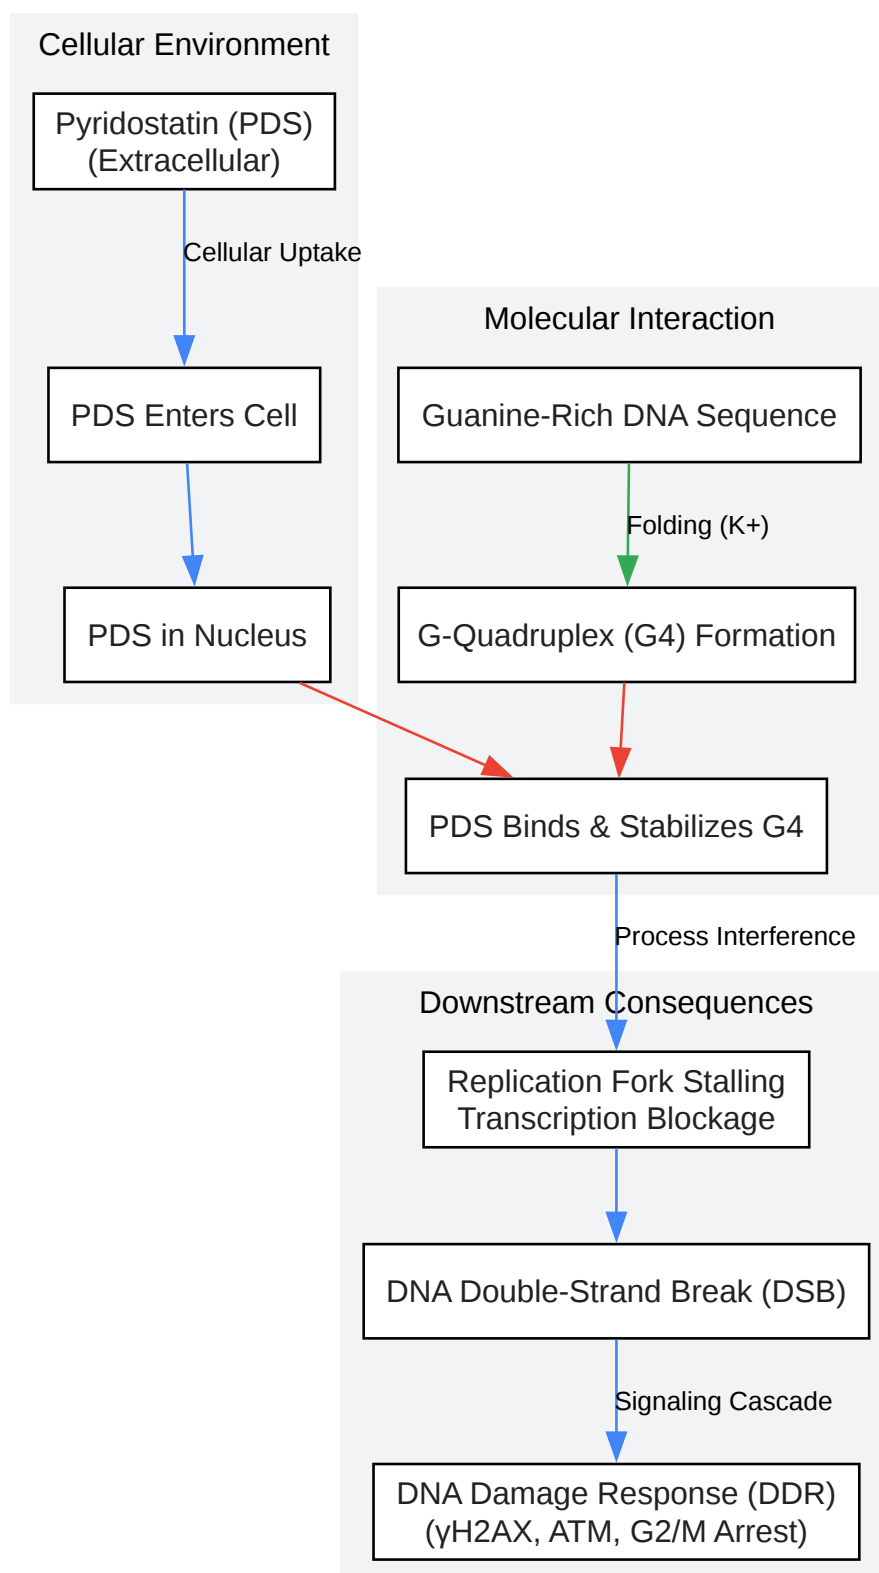 Cellular Environment
Pyridostatin (PDS)
(Extracellular)
Cellular Uptake
PDS Enters Cell
PDS in Nucleus
Molecular Interaction
Guanine-Rich DNA Sequence
Folding (K+)
G-Quadruplex (G4) Formation
PDS Binds & Stabilizes G4
Process Interference
Downstream Consequences
Replication Fork Stalling
Transcription Blockage
DNA Double-Strand Break (DSB)
Signaling Cascade
DNA Damage Response (DDR)
(γH2AX, ATM, G2/M Arrest)